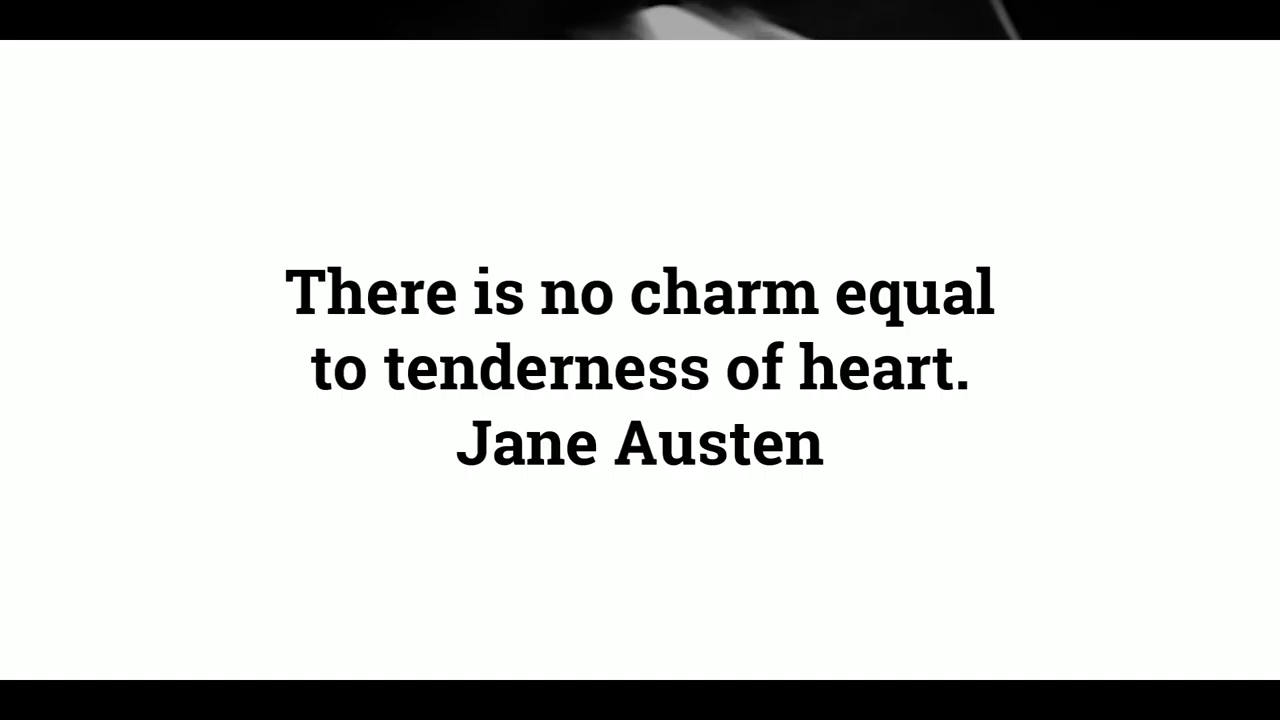 There is no charm equal
to tenderness of heart.
Jane Austen